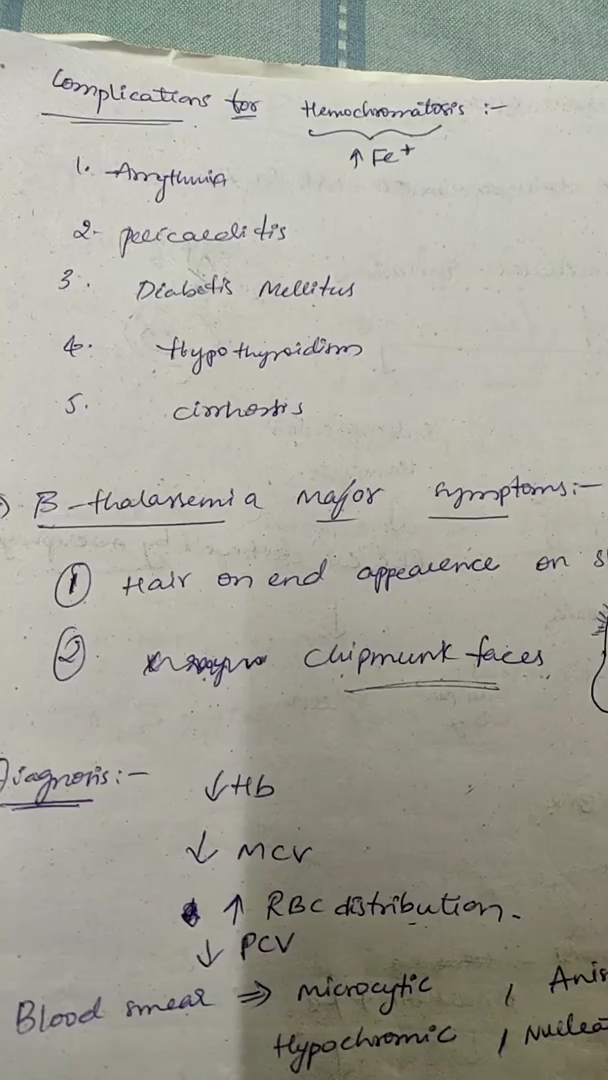 Complications for Hemochromatosis :-
↑ Fe+
1. Arrythmia
2- pericarditis
3. Diabetis Mellitus
4. Hypothyroidism
5. cirrhosis
B-thalassemia major symptoms:-
① Hair on end appearence on
② chipmunk faces
Diagnosis:- ↓Hb
↓ MCV
↑ RBC distribution.
↓ PCV
Blood smear ⇒ Microcytic , Anis
Hypochromic , Nuclea